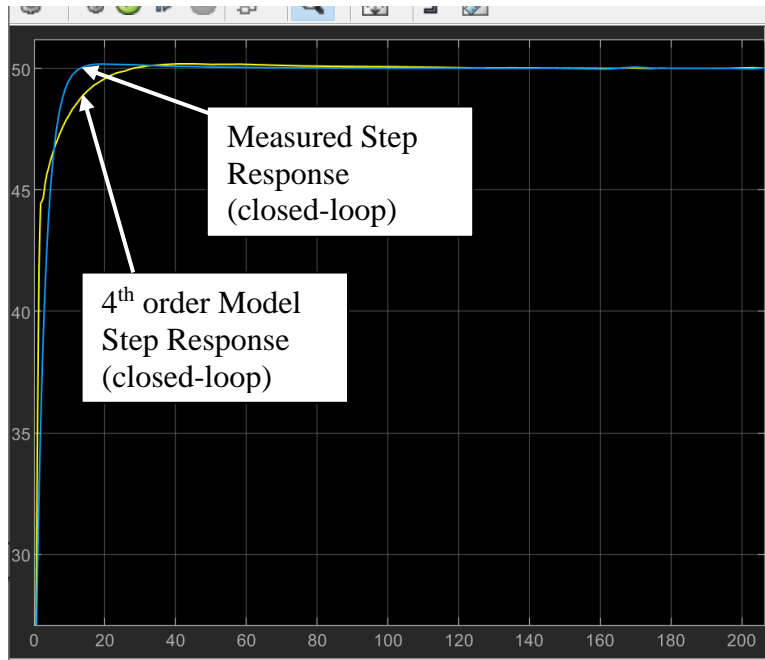 50
Measured Step
Response
(closed-loop)
45
4th order Model
Step Response
(closed-loop)
40
35
30
0 20 40 60 80 100 120 140 160 180 200